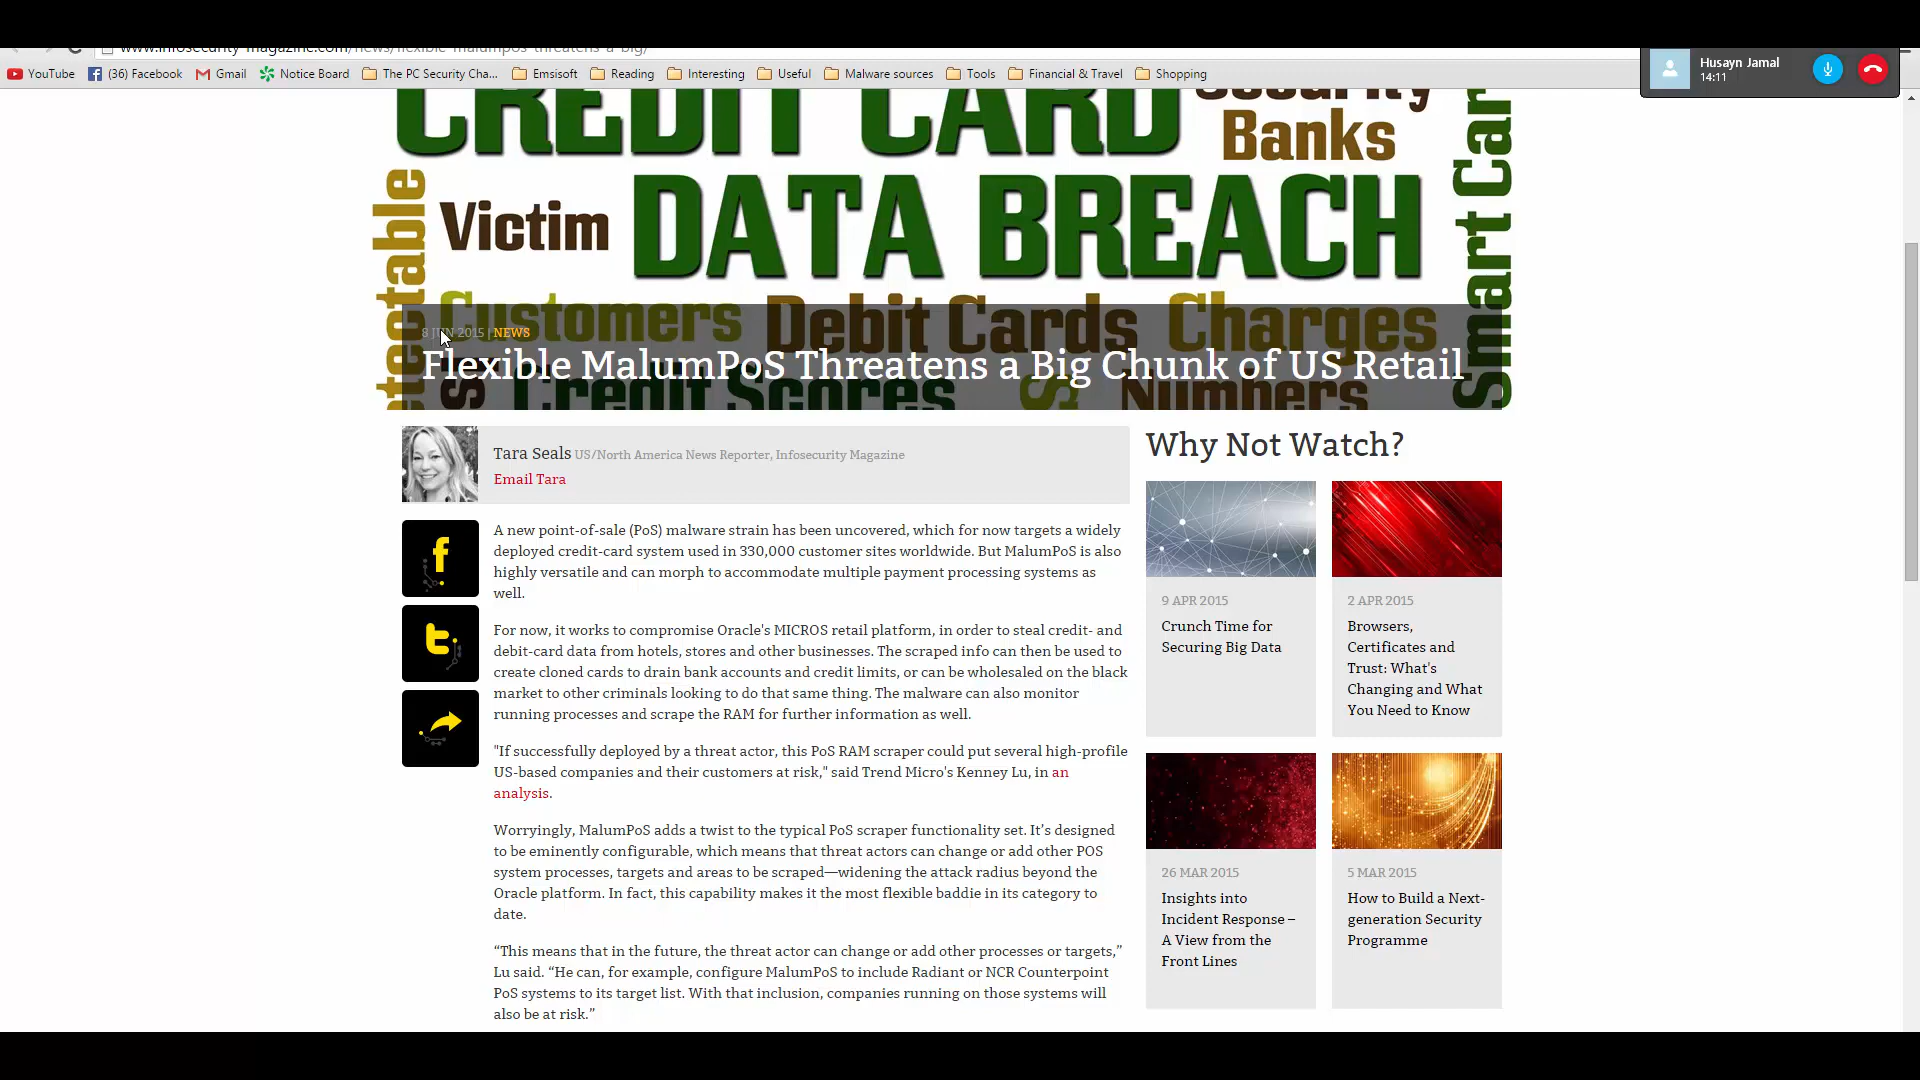 www.infosecurity-magazine.com/news/flexible-malumpos-threatens-a-big/
YouTube (36) Facebook Gmail Notice Board The PC Security Cha... Emsisoft Reading Interesting Useful Malware sources Tools Financial & Travel Shopping
Husayn Jamal
14:11
CREDIT CARD
Security
Banks
Victim
DATA BREACH
Smart Car
Customers
Debit Cards
Charges
Credit Scores
Numbers
8 JUN 2015 | NEWS
Flexible MalumPoS Threatens a Big Chunk of US Retail
Tara Seals US/North America News Reporter, Infosecurity Magazine
Email Tara
A new point-of-sale (PoS) malware strain has been uncovered, which for now targets a widely
deployed credit-card system used in 330,000 customer sites worldwide. But MalumPoS is also
highly versatile and can morph to accommodate multiple payment processing systems as
well.
For now, it works to compromise Oracle's MICROS retail platform, in order to steal credit- and
debit-card data from hotels, stores and other businesses. The scraped info can then be used to
create cloned cards to drain bank accounts and credit limits, or can be wholesaled on the black
market to other criminals looking to do that same thing. The malware can also monitor
running processes and scrape the RAM for further information as well.
"If successfully deployed by a threat actor, this PoS RAM scraper could put several high-profile
US-based companies and their customers at risk," said Trend Micro's Kenney Lu, in an
analysis.
Worryingly, MalumPoS adds a twist to the typical PoS scraper functionality set. It’s designed
to be eminently configurable, which means that threat actors can change or add other POS
system processes, targets and areas to be scraped—widening the attack radius beyond the
Oracle platform. In fact, this capability makes it the most flexible baddie in its category to
date.
“This means that in the future, the threat actor can change or add other processes or targets,”
Lu said. “He can, for example, configure MalumPoS to include Radiant or NCR Counterpoint
PoS systems to its target list. With that inclusion, companies running on those systems will
also be at risk.”
Why Not Watch?
9 APR 2015
Crunch Time for
Securing Big Data
2 APR 2015
Browsers,
Certificates and
Trust: What's
Changing and What
You Need to Know
26 MAR 2015
Insights into
Incident Response –
A View from the
Front Lines
5 MAR 2015
How to Build a Next-
generation Security
Programme